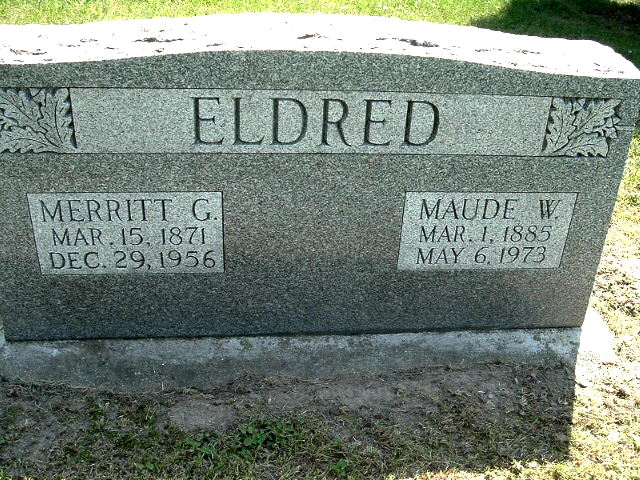 ELDRED
MERRITT G.
MAR. 15, 1871
DEC. 29, 1956
MAUDE W.
MAR. 1, 1885
MAY 6, 1973